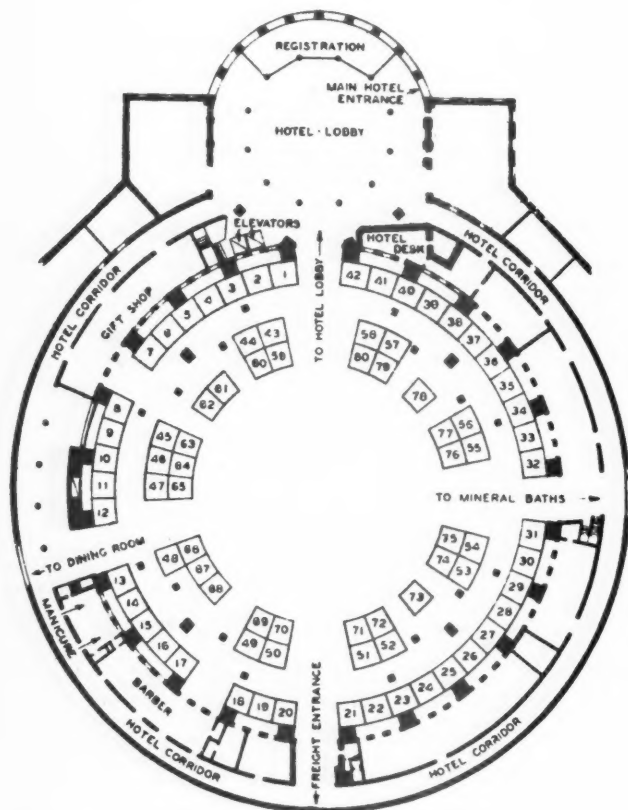 REGISTRATION
MAIN HOTEL
ENTRANCE
HOTEL-LOBBY
ELEVATORS
HOTEL
DESK
HOTEL CORRIDOR
HOTEL CORRIDOR
GIFT SHOP
TO HOTEL LOBBY
7 6 5 4 3 2 1
42 41 40 39 38 37 36 35 34 33 32
44 43
60 59
58 57
80 79
62 61
78
8
9
10
11
12
45 63
46 64
47 65
77 56
76 55
TO MINERAL BATHS
TO DINING ROOM
48 66
67
68
75 54
74 53
73
31
30
29
28
27
26
25
24
23
22
21
13
14
15
16
17
69 70
49 50
71 72
51 52
18 19 20
MANICURE
BARBER
FREIGHT ENTRANCE
HOTEL CORRIDOR
HOTEL CORRIDOR